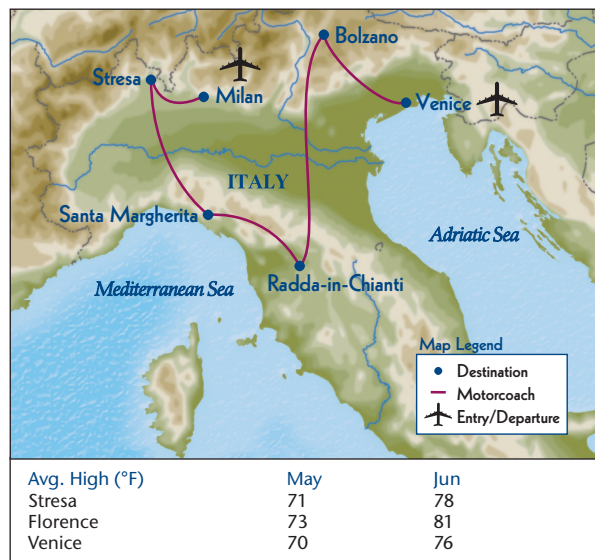 Bolzano
Stresa
Milan
Venice
ITALY
Santa Margherita
Adriatic Sea
Radda-in-Chianti
Mediterranean Sea
Map Legend
Destination
Motorcoach
Entry/Departure
Avg. High (°F) May Jun
Stresa 71 78
Florence 73 81
Venice 70 76